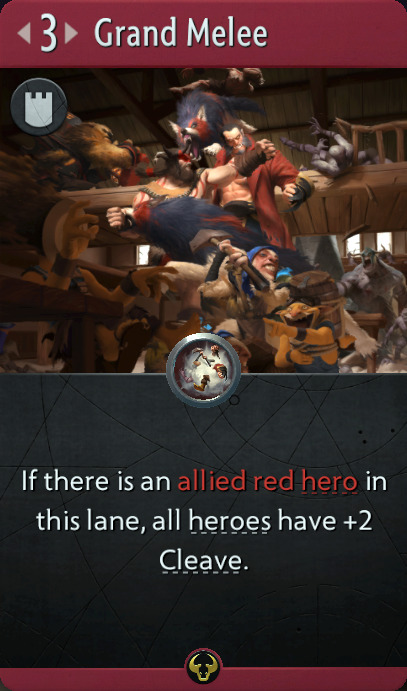 3 Grand Melee
If there is an allied red hero in
this lane, all heroes have +2
Cleave.